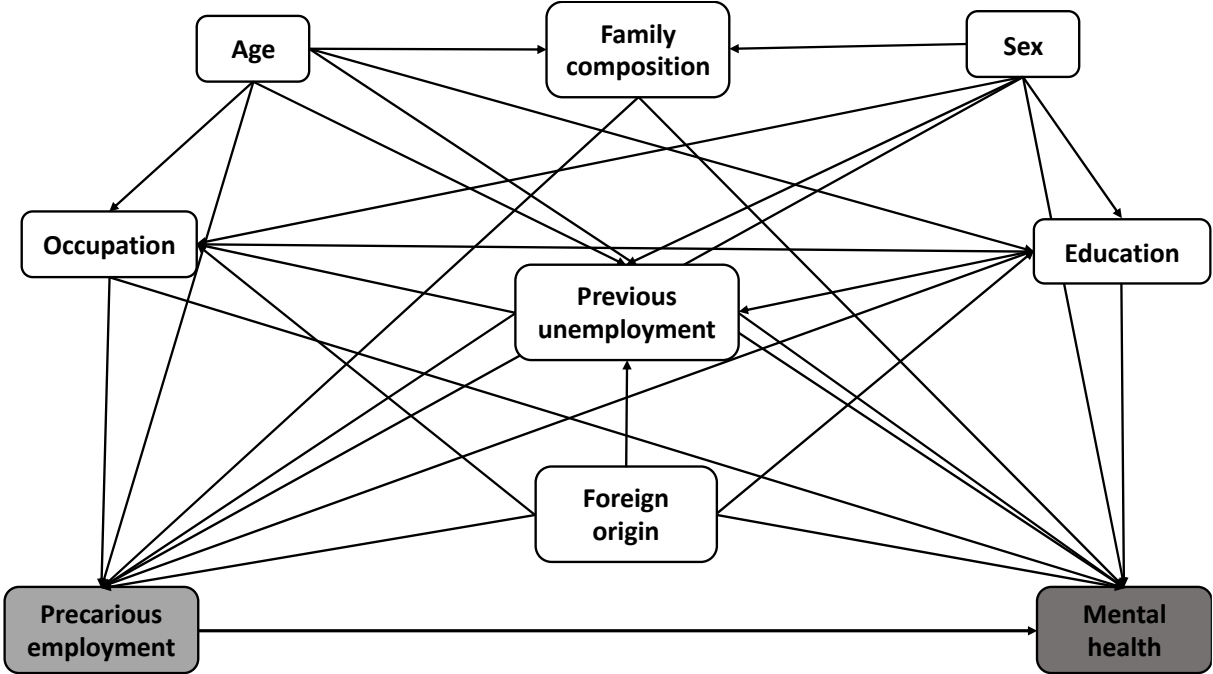 Age
Family
composition
Sex
Occupation
Education
Previous
unemployment
Foreign
origin
Precarious
employment
Mental
health